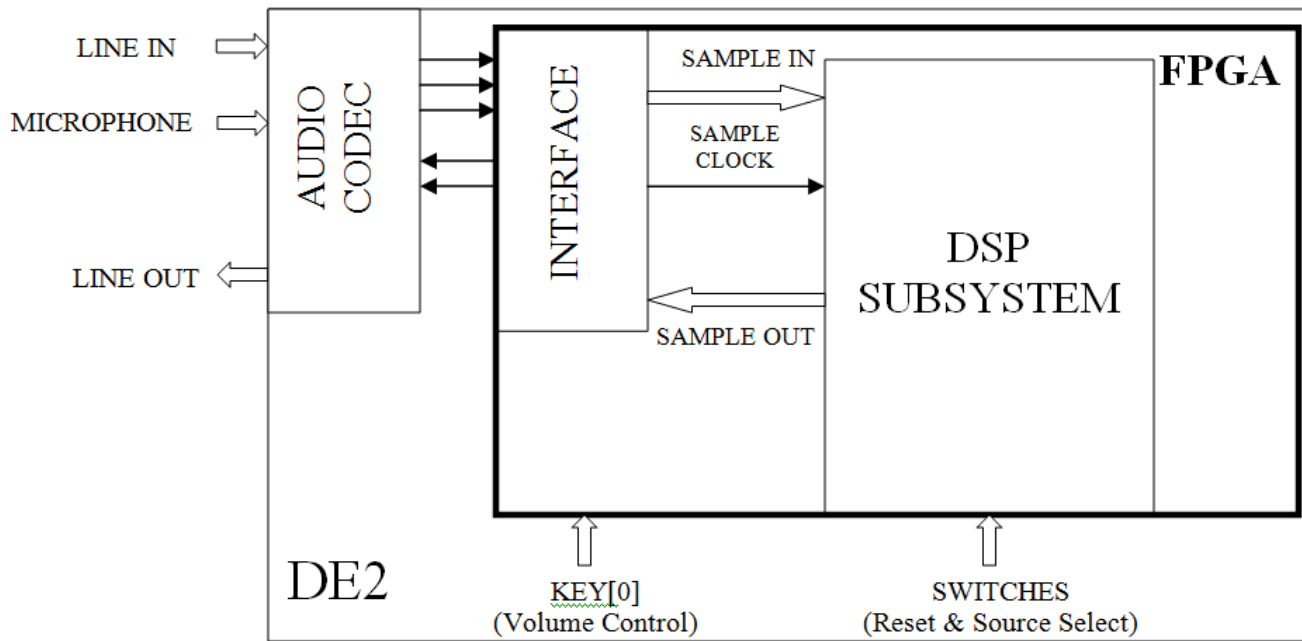 LINE IN
MICROPHONE
LINE OUT
AUDIO
CODEC
INTERFACE
SAMPLE IN
SAMPLE
CLOCK
SAMPLE OUT
FPGA
DSP
SUBSYSTEM
DE2
KEY[0]
(Volume Control)
SWITCHES
(Reset & Source Select)